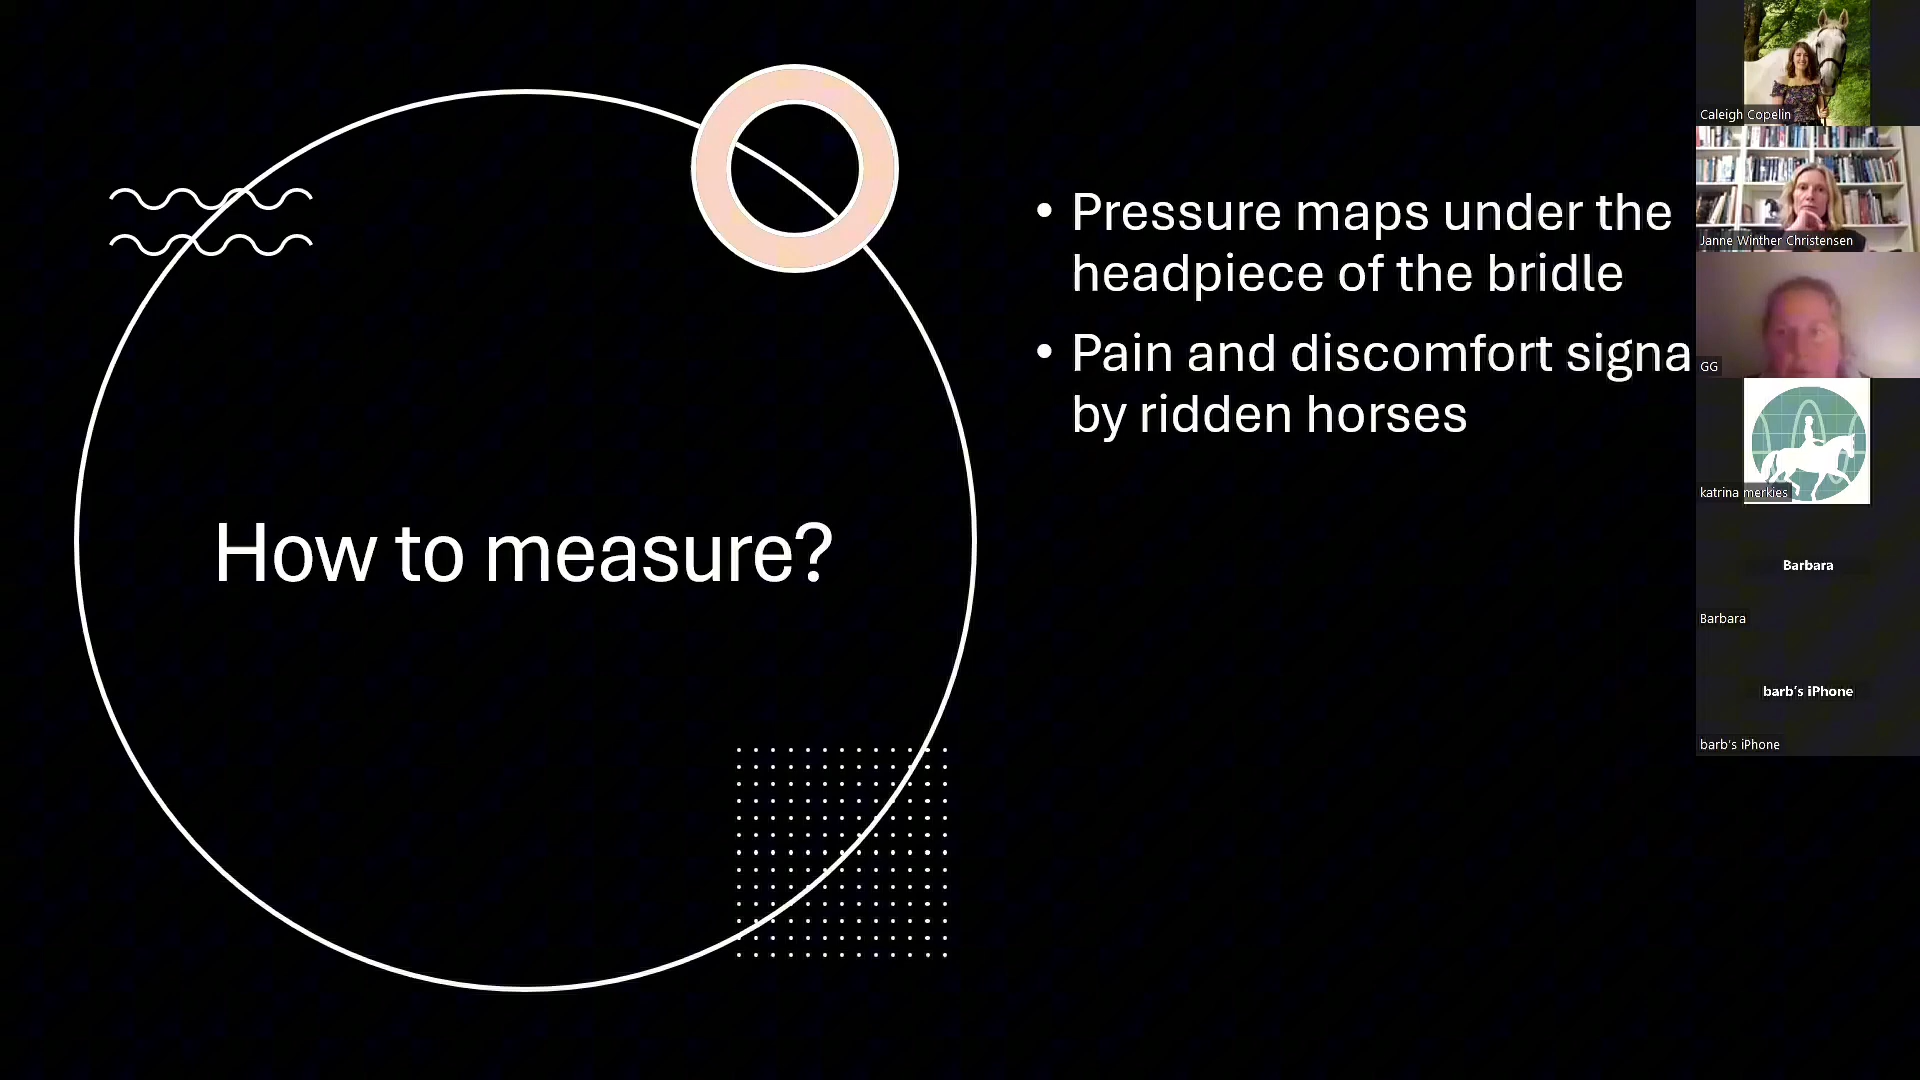 How to measure?
• Pressure maps under the
headpiece of the bridle
• Pain and discomfort signa
by ridden horses
Caleigh Copelin
Janne Winther Christensen
GG
katrina merkies
Barbara
Barbara
barb's iPhone
barb's iPhone